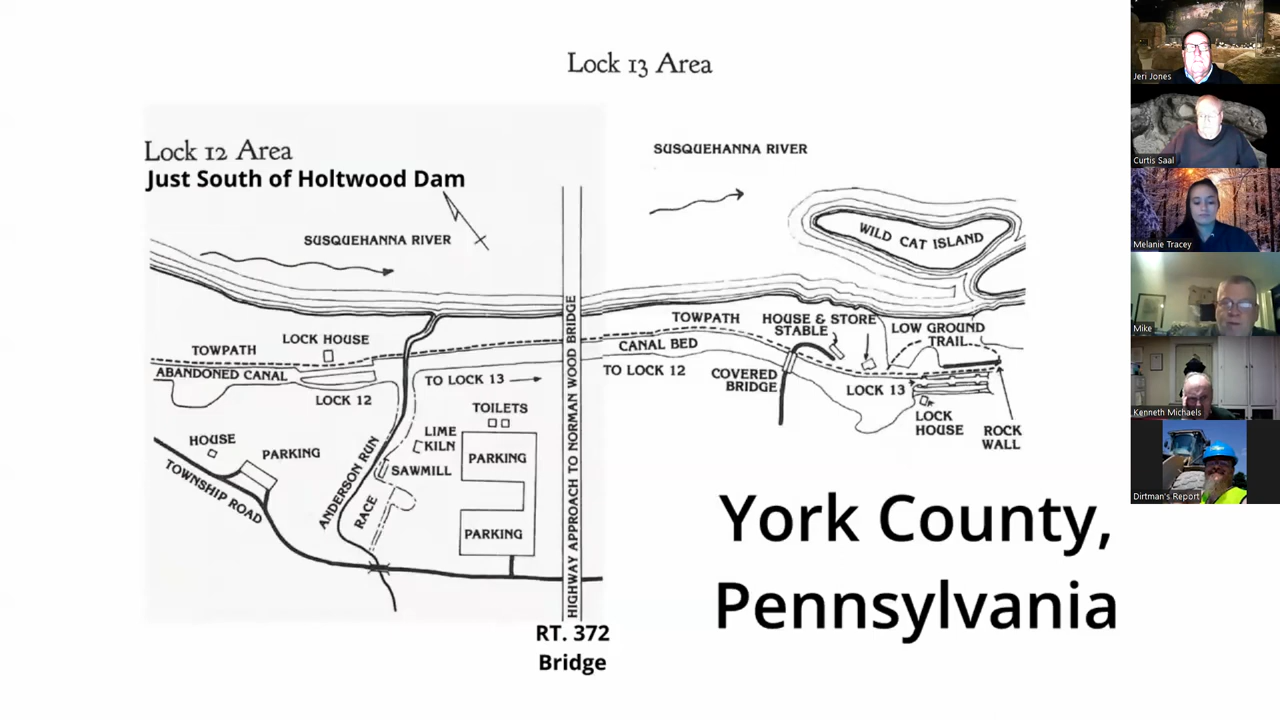 Lock 13 Area
Lock 12 Area
Just South of Holtwood Dam
SUSQUEHANNA RIVER
SUSQUEHANNA RIVER
WILD CAT ISLAND
TOWPATH
LOCK HOUSE
ABANDONED CANAL
LOCK 12
TO LOCK 13
TOILETS
HOUSE
PARKING
TOWNSHIP ROAD
ANDERSON RUN
RACE
LIME
KILN
SAWMILL
PARKING
PARKING
HIGHWAY APPROACH TO NORMAN WOOD BRIDGE
RT. 372
Bridge
TOWPATH
CANAL BED
TO LOCK 12
HOUSE & STORE
STABLE
COVERED
BRIDGE
LOW GROUND
TRAIL
LOCK 13
LOCK
HOUSE
ROCK
WALL
York County,
Pennsylvania
Jeri Jones
Curtis Saal
Melanie Tracey
Mike
Kenneth Michaels
Dirtman's Report